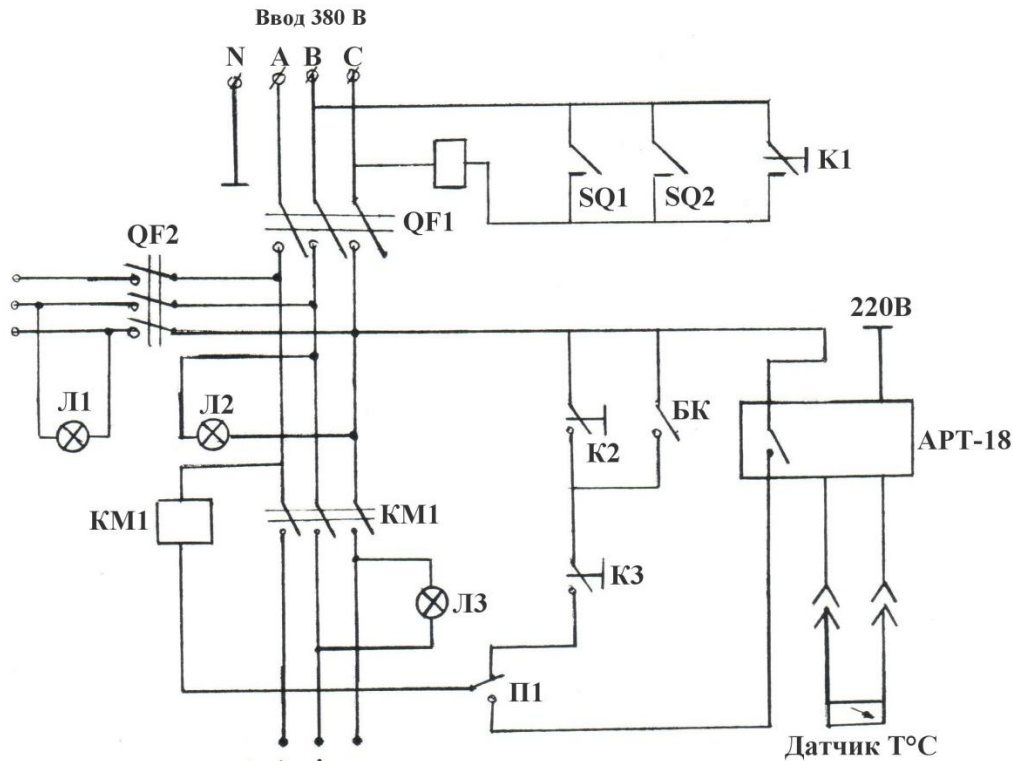 Ввод 380 В
N A B C
К1
SQ1 SQ2
QF1
QF2
220В
Л1 Л2
К2 БК АРТ-18
КМ1 КМ1
К3
Л3
П1
Датчик Т°С